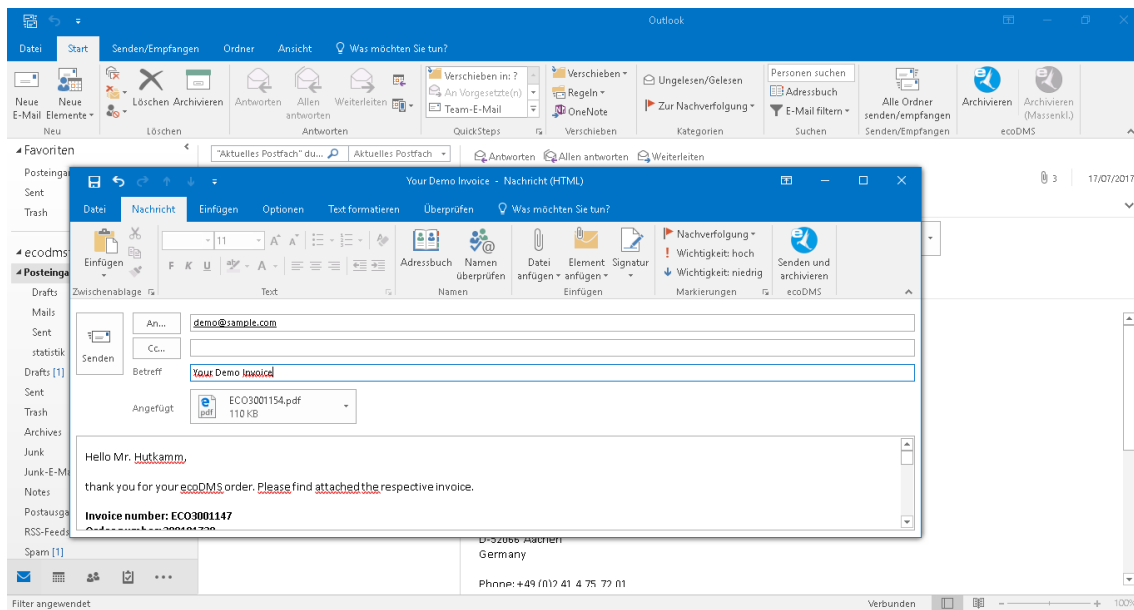 Outlook
Datei Start Senden/Empfangen Ordner Ansicht Was möchten Sie tun?
Neue E-Mail
Neue Elemente
Löschen Archivieren
Antworten Allen antworten Weiterleiten
Verschieben in: ?
An Vorgesetzte(n)
Team-E-Mail
Verschieben
Regeln
OneNote
Ungelesen/Gelesen
Zur Nachverfolgung
Personen suchen
Adressbuch
E-Mail filtern
Alle Ordner senden/empfangen
Archivieren
Archivieren (Massenkl.)
Neu Löschen Antworten QuickSteps Verschieben Kategorien Suchen Senden/Empfangen ecoDMS
Favoriten
"Aktuelles Postfach" du... Aktuelles Postfach
Antworten Allen antworten Weiterleiten
Sent
Trash
3 17/07/2017
Drafts
Mails
Sent
statistik
Drafts [1]
Sent
Trash
Archives
Junk
Notes
RSS-Feeds
Spam [1]
Your Demo Invoice - Nachricht (HTML)
Datei Nachricht Einfügen Optionen Text formatieren Überprüfen Was möchten Sie tun?
Einfügen
11
F K U A
Adressbuch
Namen überprüfen
Datei anfügen
Element anfügen
Signatur
Nachverfolgung
Wichtigkeit: hoch
Wichtigkeit: niedrig
Senden und archivieren
Zwischenablage Text Namen Einfügen Markierungen ecoDMS
Senden
An... demo@sample.com
Cc...
Betreff Your Demo Invoice
Angefügt ECO3001154.pdf
pdf 110 KB
Hello Mr. Hutkamm,
thank you for your ecoDMS order. Please find attached the respective invoice.
Invoice number: ECO3001147
D-52066 Aachen
Germany
Phone: +49 (0)2 41 4 75 72 01
Filter angewendet
Verbunden
100%